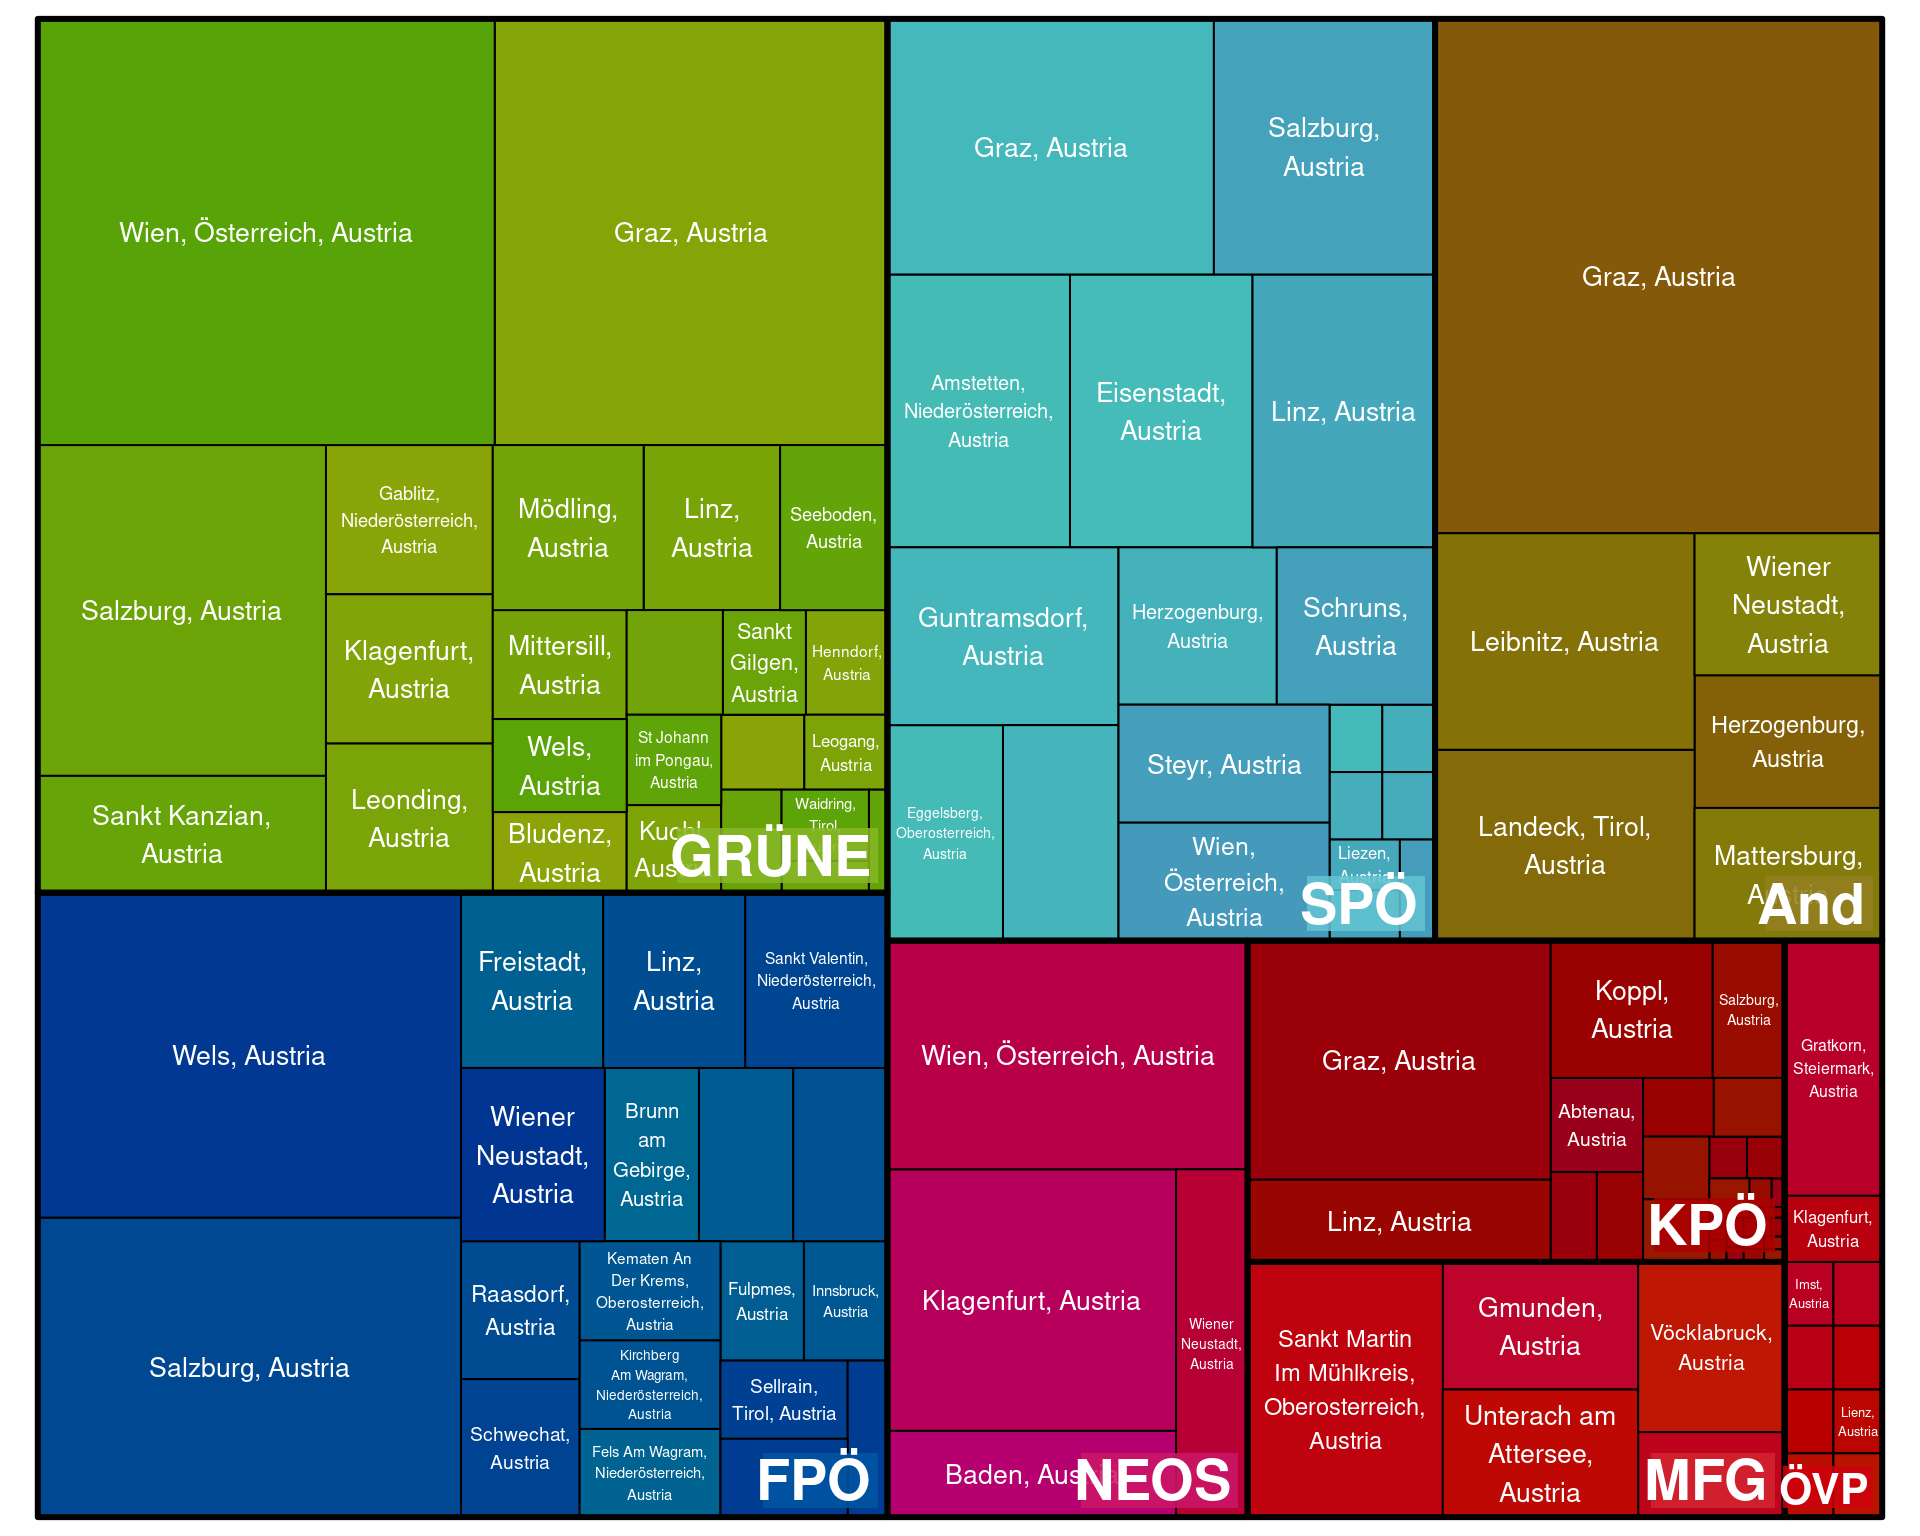 Wien, Österreich, Austria
Graz, Austria
Salzburg, Austria
Sankt Kanzian,
Austria
Gablitz,
Niederösterreich,
Austria
Klagenfurt,
Austria
Leonding,
Austria
Mödling,
Austria
Linz,
Austria
Seeboden,
Austria
Mittersill,
Austria
Wels,
Austria
Bludenz,
Austria
Sankt
Gilgen,
Austria
Henndorf,
Austria
St Johann
im Pongau,
Austria
Leogang,
Austria
Waidring,
Tirol
GRÜNE
Graz, Austria
Salzburg,
Austria
Amstetten,
Niederösterreich,
Austria
Eisenstadt,
Austria
Linz, Austria
Guntramsdorf,
Austria
Herzogenburg,
Austria
Schruns,
Austria
Eggelsberg,
Oberosterreich,
Austria
Steyr, Austria
Wien,
Österreich,
Austria
Liezen,
Austria
SPÖ
Graz, Austria
Leibnitz, Austria
Landeck, Tirol,
Austria
Wiener
Neustadt,
Austria
Herzogenburg,
Austria
Mattersburg,
And
Wels, Austria
Salzburg, Austria
Freistadt,
Austria
Linz,
Austria
Sankt Valentin,
Niederösterreich,
Austria
Wiener
Neustadt,
Austria
Brunn
am
Gebirge,
Austria
Raasdorf,
Austria
Schwechat,
Austria
Kematen An
Der Krems,
Oberosterreich,
Austria
Kirchberg
Am Wagram,
Niederösterreich,
Austria
Fels Am Wagram,
Niederösterreich,
Austria
Fulpmes,
Austria
Innsbruck,
Austria
Sellrain,
Tirol, Austria
FPÖ
Wien, Österreich, Austria
Klagenfurt, Austria
Wiener
Neustadt,
Austria
Baden,
NEOS
Graz, Austria
Linz, Austria
Koppl,
Austria
Salzburg,
Austria
Abtenau,
Austria
KPÖ
Sankt Martin
Im Mühlkreis,
Oberosterreich,
Austria
Gmunden,
Austria
Unterach am
Attersee,
Austria
Vöcklabruck,
Austria
MFG
Gratkorn,
Steiermark,
Austria
Klagenfurt,
Austria
Imst,
Austria
Lienz,
Austria
ÖVP